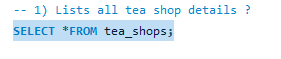 -- 1) Lists all tea shop details ?
SELECT *FROM tea_shops;